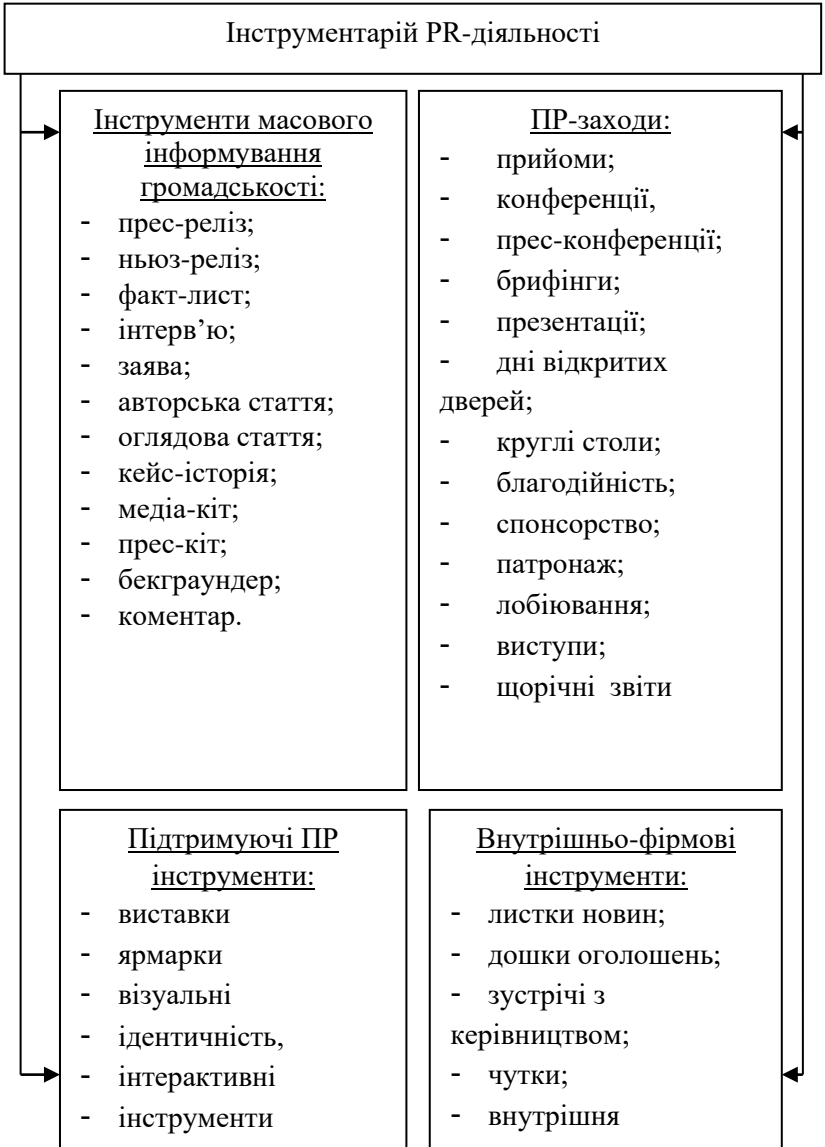 Інструментарій PR-діяльності
Інструменти масового
інформування
громадськості:
- прес-реліз;
- ньюз-реліз;
- факт-лист;
- інтерв’ю;
- заява;
- авторська стаття;
- оглядова стаття;
- кейс-історія;
- медіа-кіт;
- прес-кіт;
- бекграундер;
- коментар.
ПР-заходи:
- прийоми;
- конференції,
- прес-конференції;
- брифінги;
- презентації;
- дні відкритих
дверей;
- круглі столи;
- благодійність;
- спонсорство;
- патронаж;
- лобіювання;
- виступи;
- щорічні звіти
Підтримуючі ПР
інструменти:
- виставки
- ярмарки
- візуальні
- ідентичність,
- інтерактивні
- інструменти
Внутрішньо-фірмові
інструменти:
- листки новин;
- дошки оголошень;
- зустрічі з
керівництвом;
- чутки;
- внутрішня